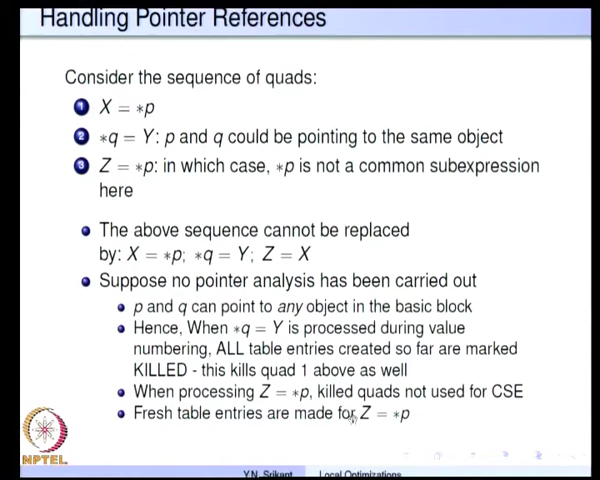 Handling Pointer References
Consider the sequence of quads:
1 X = *p
2 *q = Y: p and q could be pointing to the same object
3 Z = *p: in which case, *p is not a common subexpression
here
The above sequence cannot be replaced
by: X = *p; *q = Y; Z = X
Suppose no pointer analysis has been carried out
p and q can point to any object in the basic block
Hence, When *q = Y is processed during value
numbering, ALL table entries created so far are marked
KILLED - this kills quad 1 above as well
When processing Z = *p, killed quads not used for CSE
Fresh table entries are made for Z = *p
NPTEL
Y.N. Srikant Local Optimizations